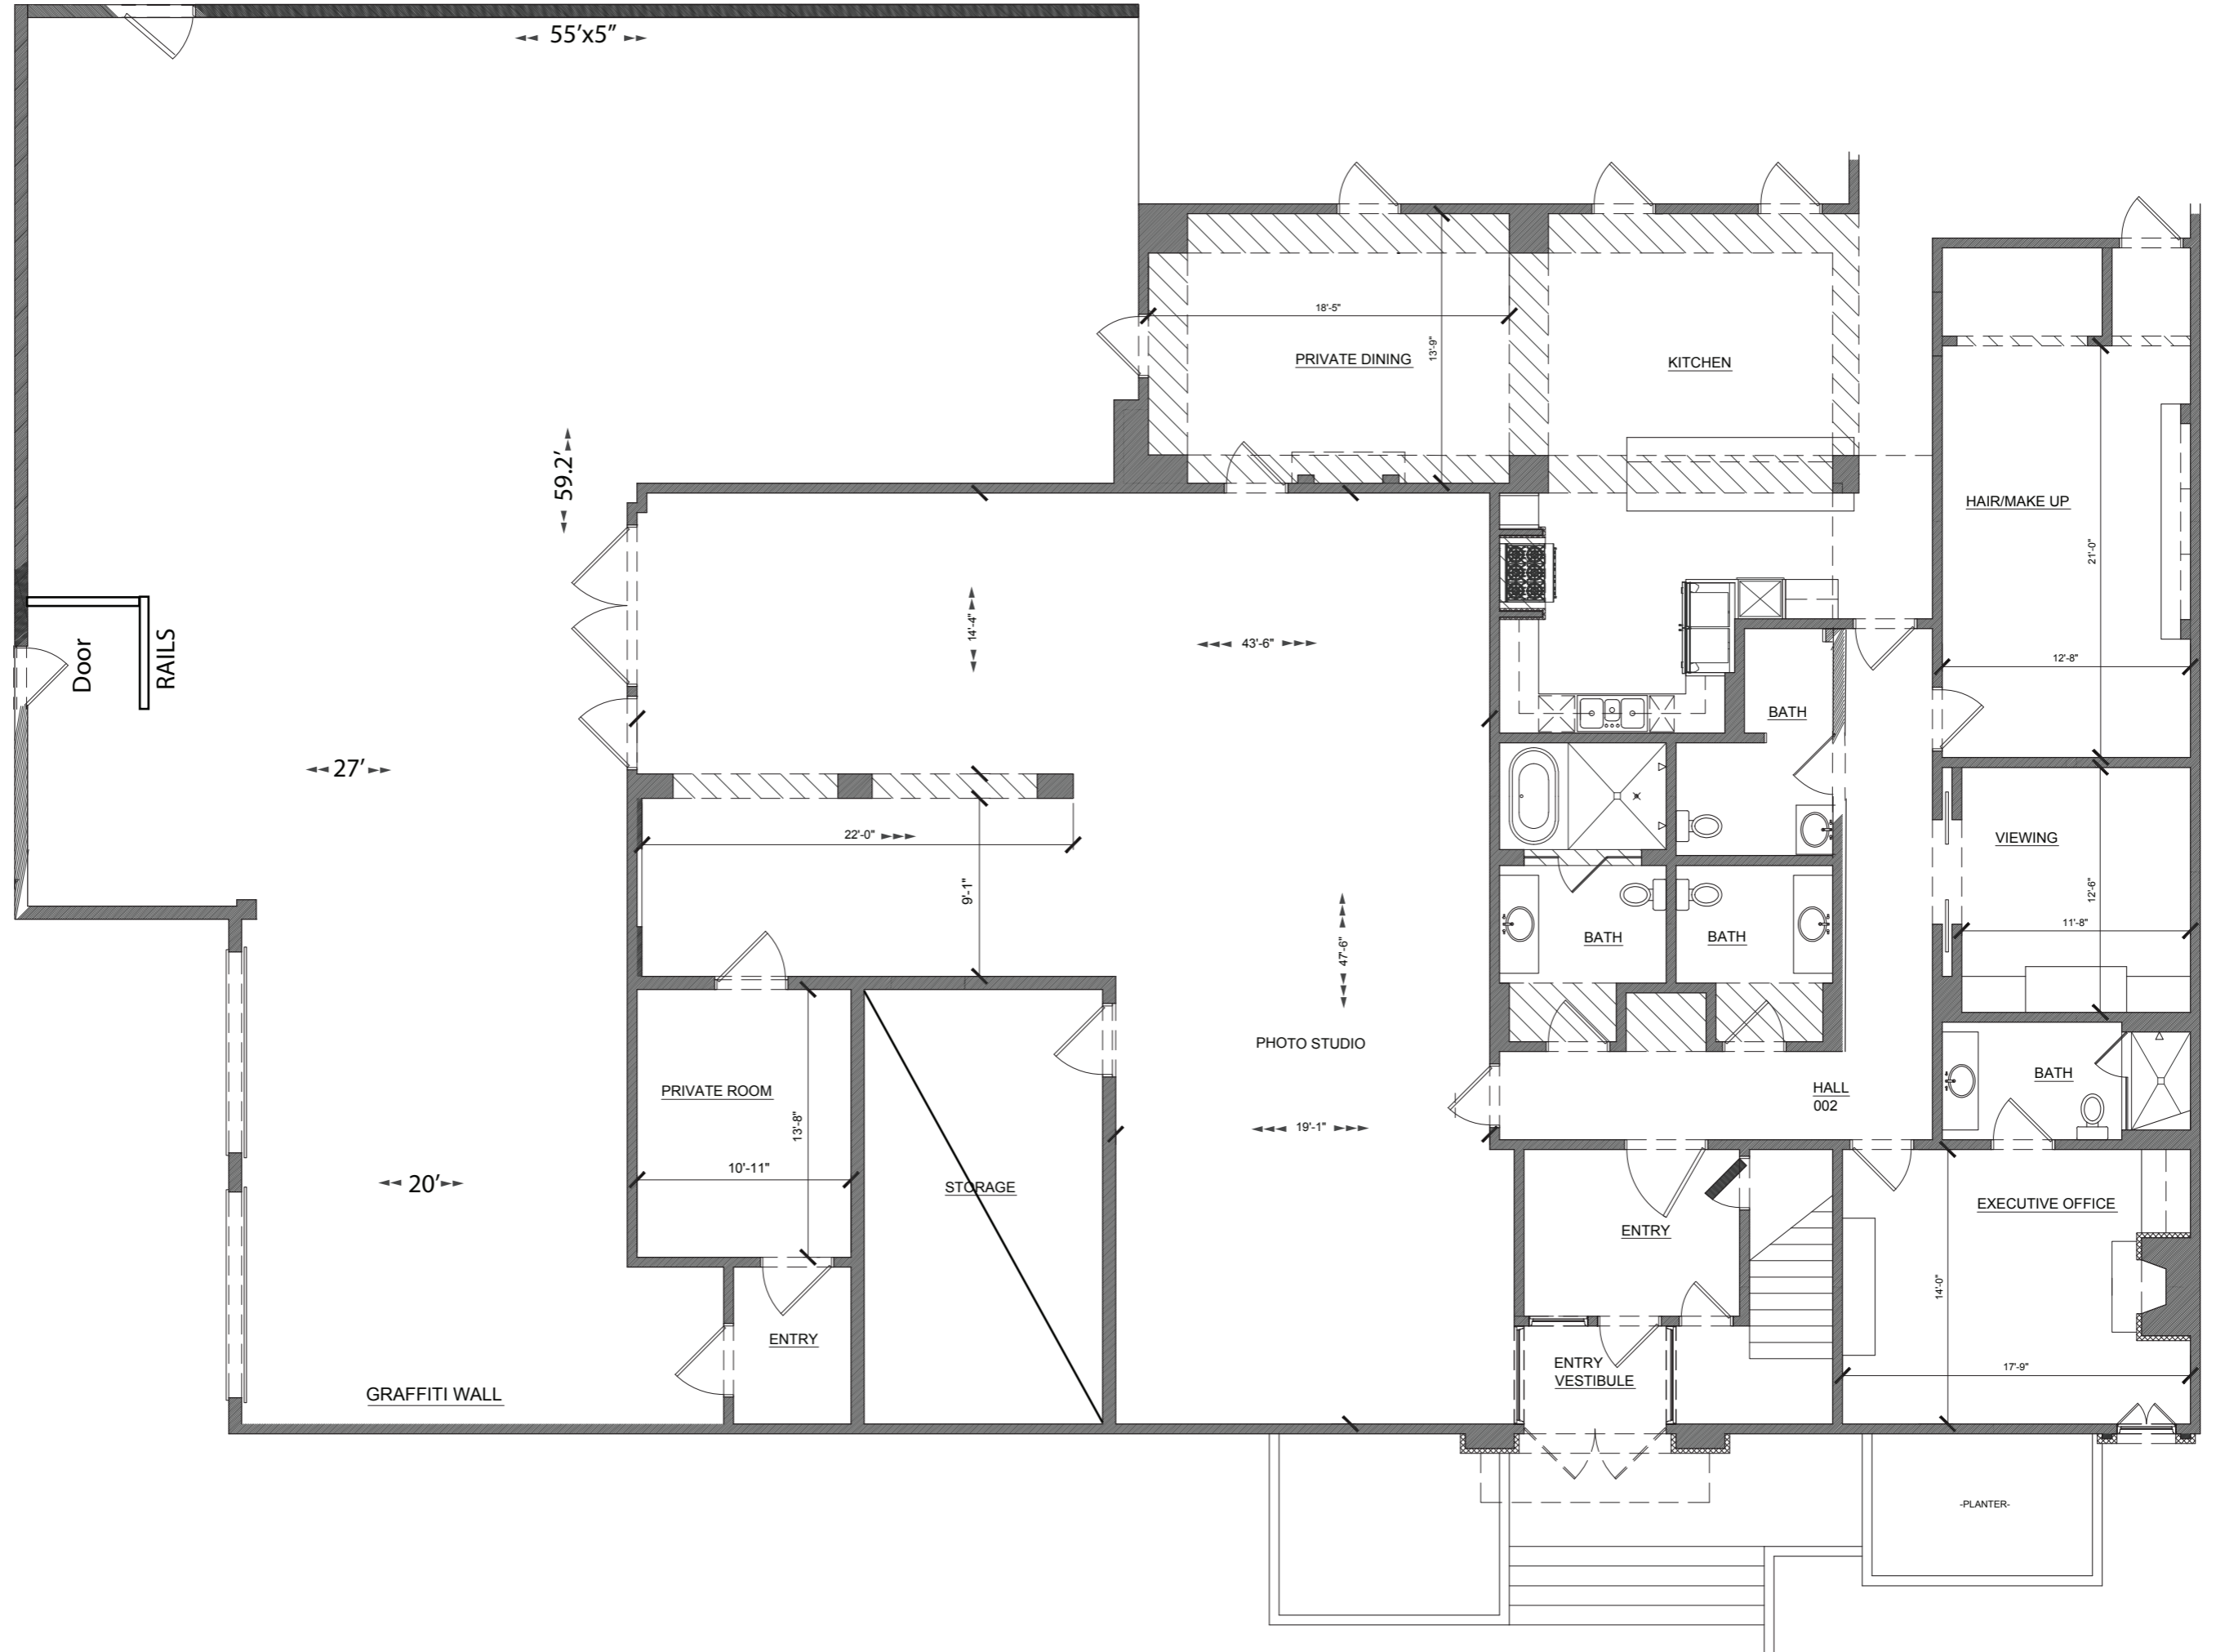 55'x5"
18'-5"
13'-9"
PRIVATE DINING
KITCHEN
59.2'
HAIR/MAKE UP
21'-0"
14'-4"
43'-6"
Door
RAILS
12'-8"
BATH
27'
22'-0"
9'-1"
VIEWING
12'-6"
11'-8"
BATH
BATH
47'-6"
PHOTO STUDIO
BATH
PRIVATE ROOM
HALL
002
13'-8"
19'-1"
10'-11"
20'
STORAGE
EXECUTIVE OFFICE
ENTRY
14'-0"
ENTRY
ENTRY
VESTIBULE
17'-9"
GRAFFITI WALL
-PLANTER-